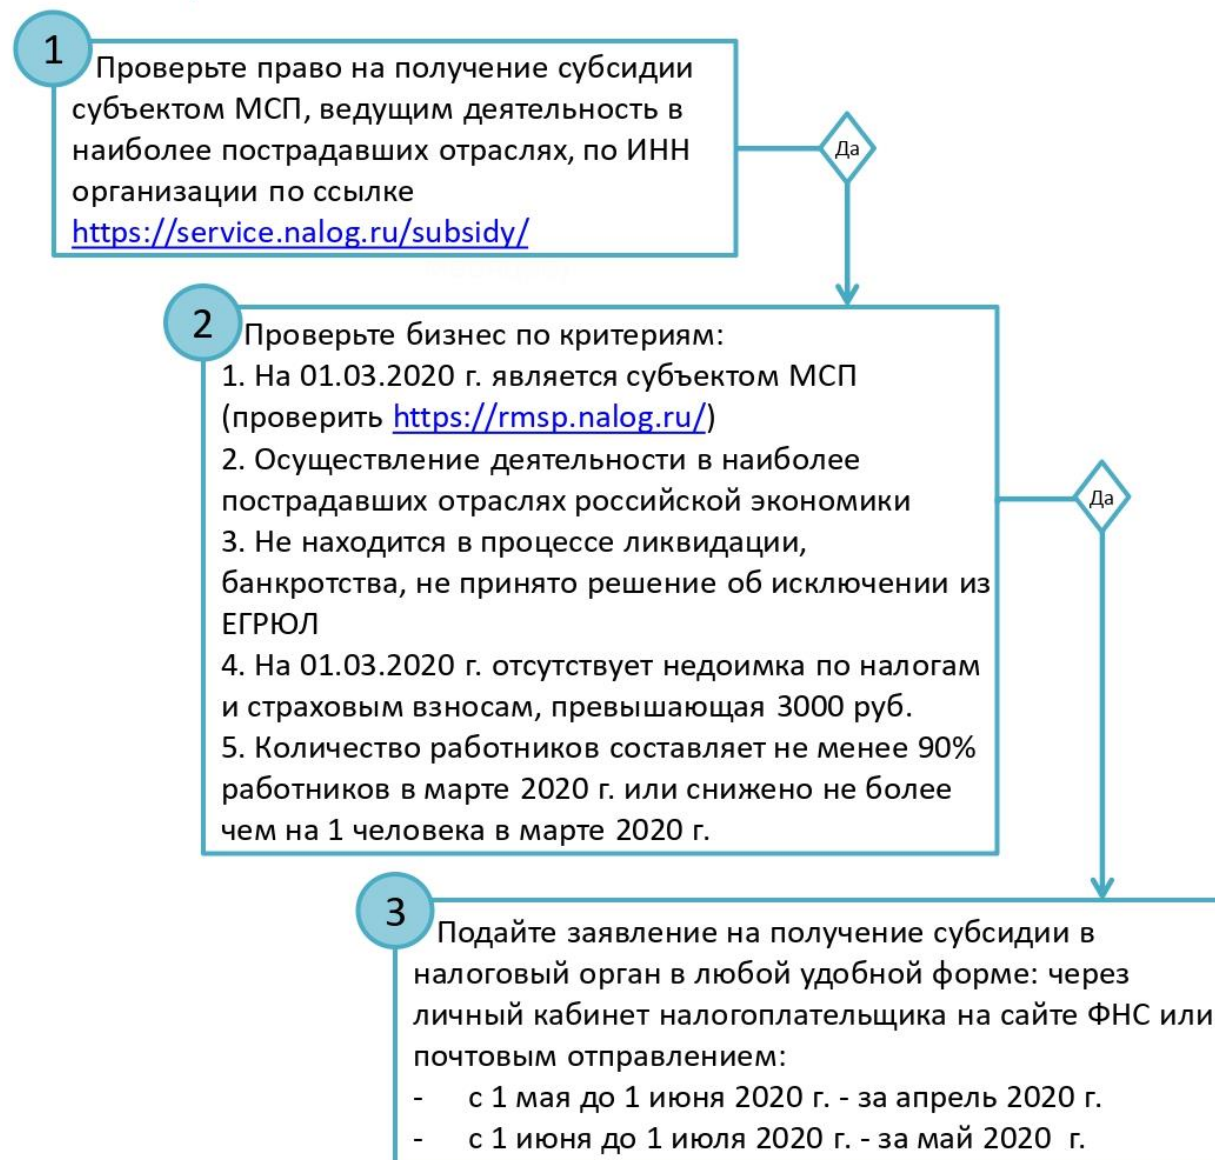 1
Проверьте право на получение субсидии
субъектом МСП, ведущим деятельность в
наиболее пострадавших отраслях, по ИНН
организации по ссылке
https://service.nalog.ru/subsidy/
Да
2
Проверьте бизнес по критериям:
1. На 01.03.2020 г. является субъектом МСП
(проверить https://rmsp.nalog.ru/)
2. Осуществление деятельности в наиболее
пострадавших отраслях российской экономики
3. Не находится в процессе ликвидации,
банкротства, не принято решение об исключении из
ЕГРЮЛ
4. На 01.03.2020 г. отсутствует недоимка по налогам
и страховым взносам, превышающая 3000 руб.
5. Количество работников составляет не менее 90%
работников в марте 2020 г. или снижено не более
чем на 1 человека в марте 2020 г.
Да
3
Подайте заявление на получение субсидии в
налоговый орган в любой удобной форме: через
личный кабинет налогоплательщика на сайте ФНС или
почтовым отправлением:
- с 1 мая до 1 июня 2020 г. - за апрель 2020 г.
- с 1 июня до 1 июля 2020 г. - за май 2020 г.